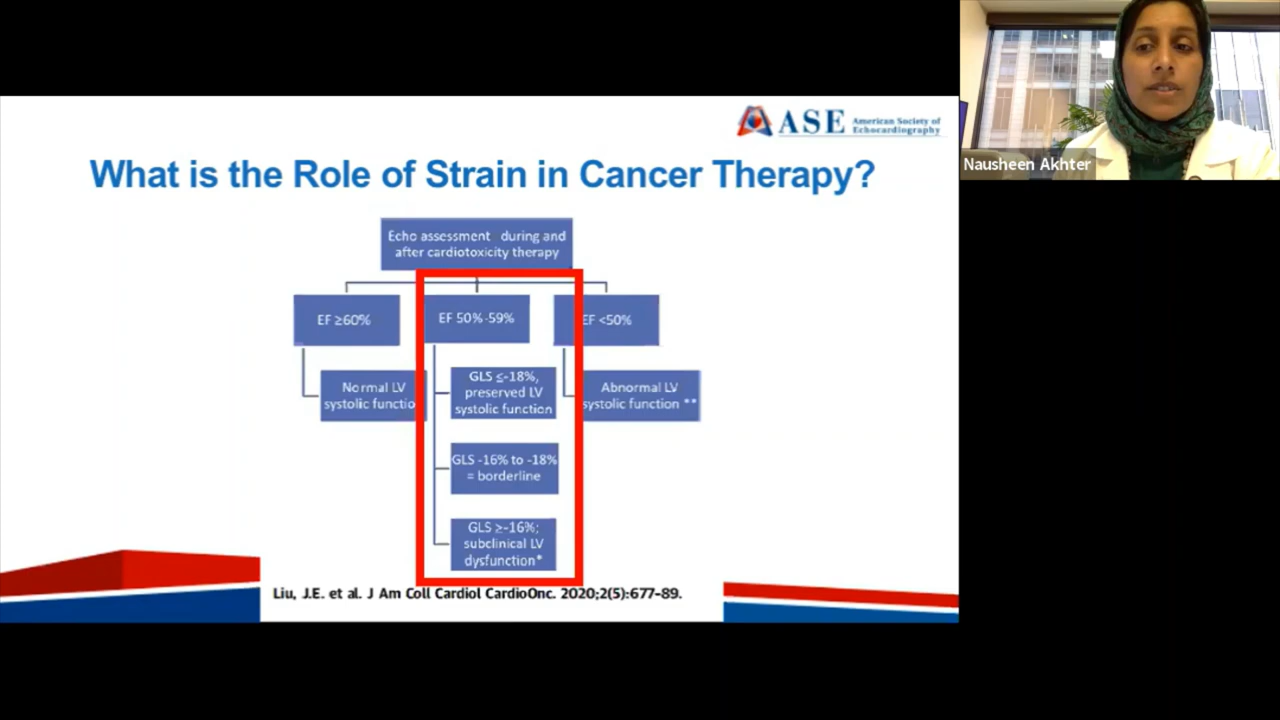 ASE American Society of
Echocardiography
Nausheen Akhter
What is the Role of Strain in Cancer Therapy?
Echo assessment during and
after cardiotoxicity therapy
EF ≥60%
Normal LV
systolic functio
EF 50%-59%
GLS ≤-18%,
preserved LV
systolic function
GLS -16% to -18%
= borderline
GLS ≥-16%;
subclinical LV
dysfunction*
EF <50%
Abnormal LV
systolic function **
Liu, J.E. et al. J Am Coll Cardiol CardioOnc. 2020;2(5):677-89.